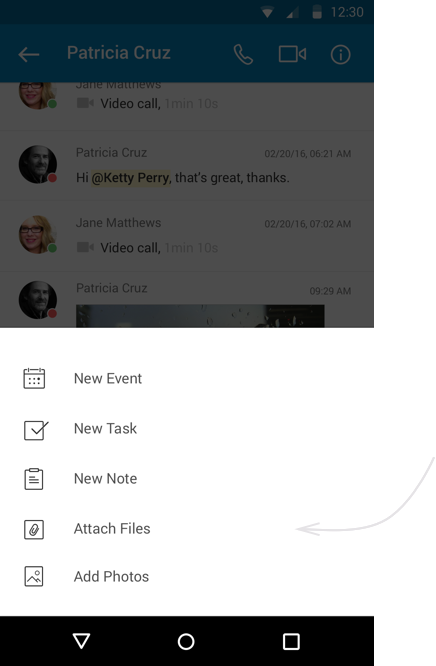 12:30
Patricia Cruz
Jane Matthews
Video call, 1min 10s
Patricia Cruz 02/20/16, 06:21 AM
Hi @Ketty Perry, that's great, thanks.
Jane Matthews 02/20/16, 07:02 AM
Video call, 1min 10s
Patricia Cruz 09:29 AM
New Event
New Task
New Note
Attach Files
Add Photos